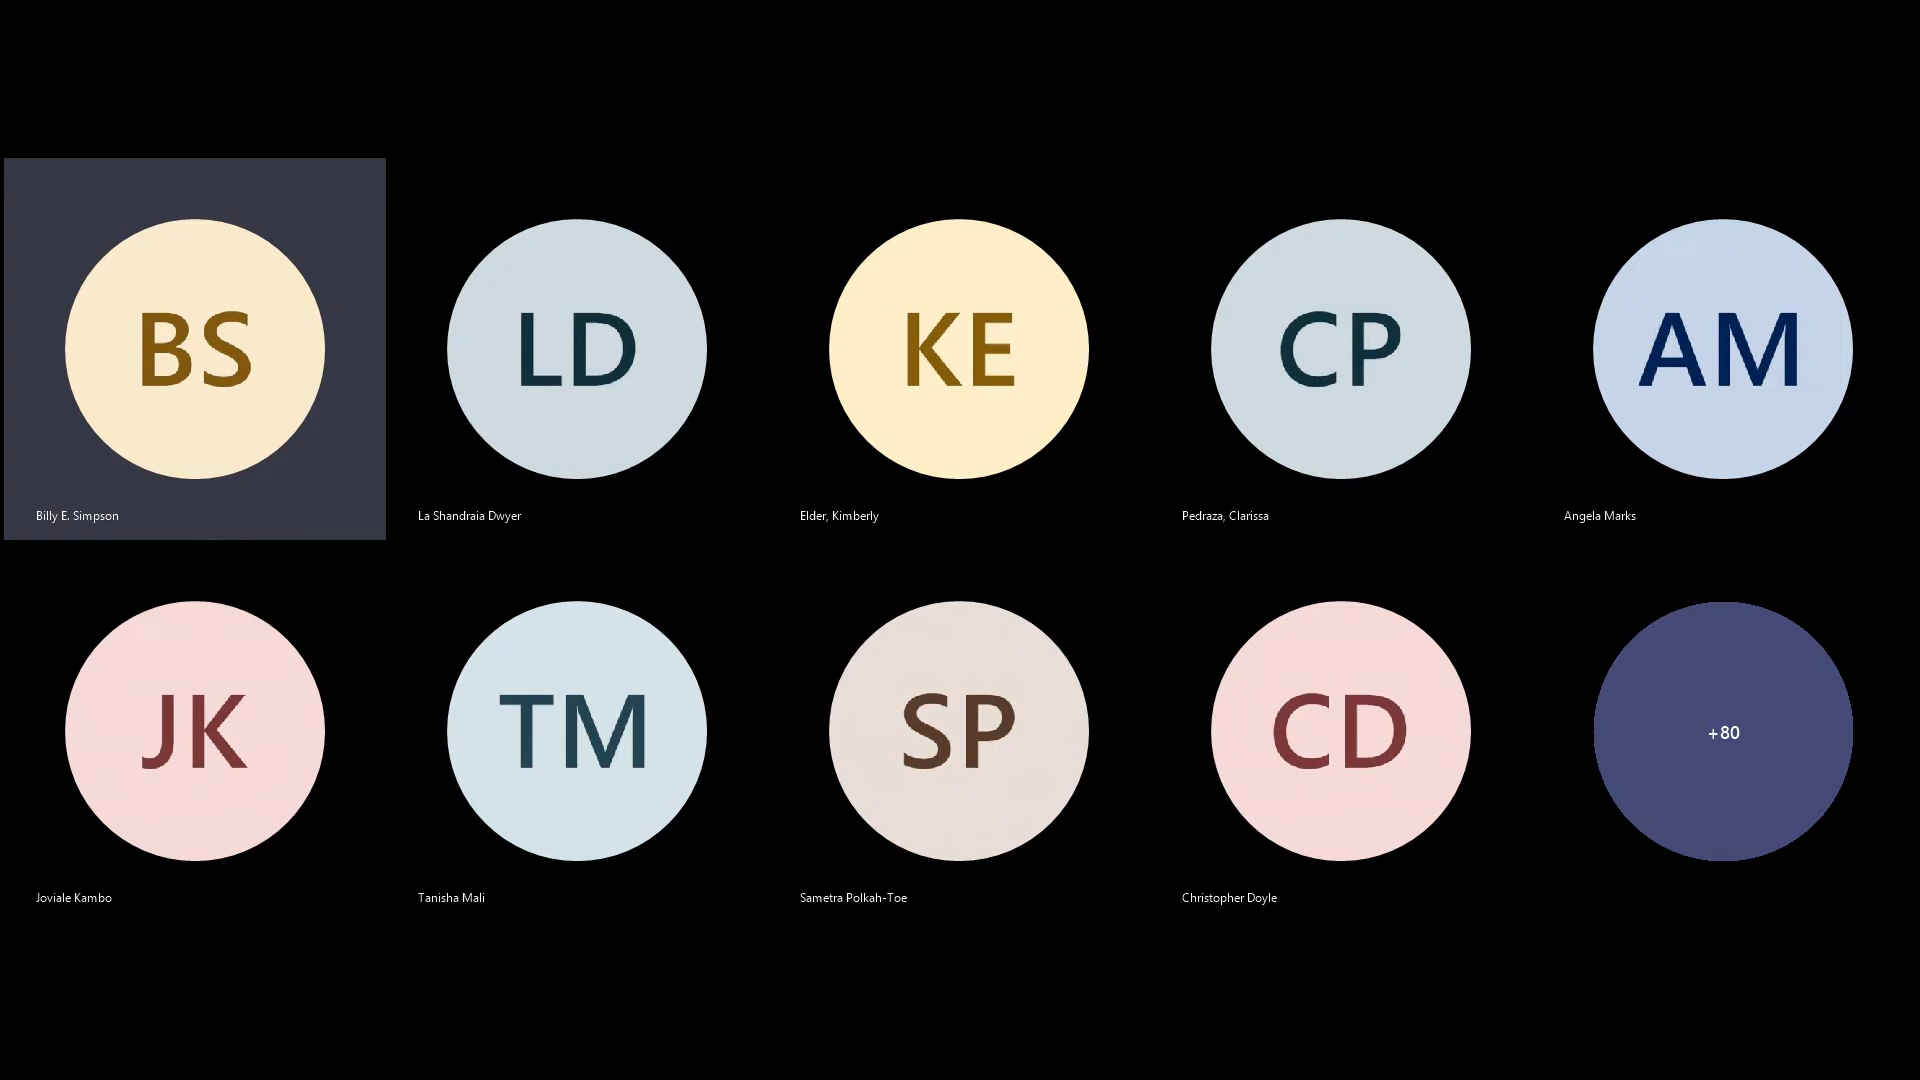 BS
LD
KE
CP
AM
Billy E. Simpson
La Shandraia Dwyer
Elder, Kimberly
Pedraza, Clarissa
Angela Marks
JK
TM
SP
CD
+80
Joviale Kambo
Tanisha Mali
Sametra Polkah-Toe
Christopher Doyle